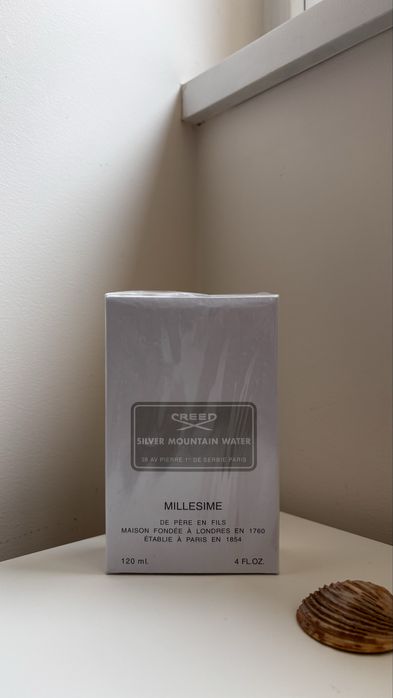 CREED
SILVER MOUNTAIN WATER
38 AV PIERRE 1ᵉʳ DE SERBIE PARIS
MILLESIME
DE PÈRE EN FILS
MAISON FONDÉE À LONDRES EN 1760
ÉTABLIE À PARIS EN 1854
120 ml. 4 FL.OZ.